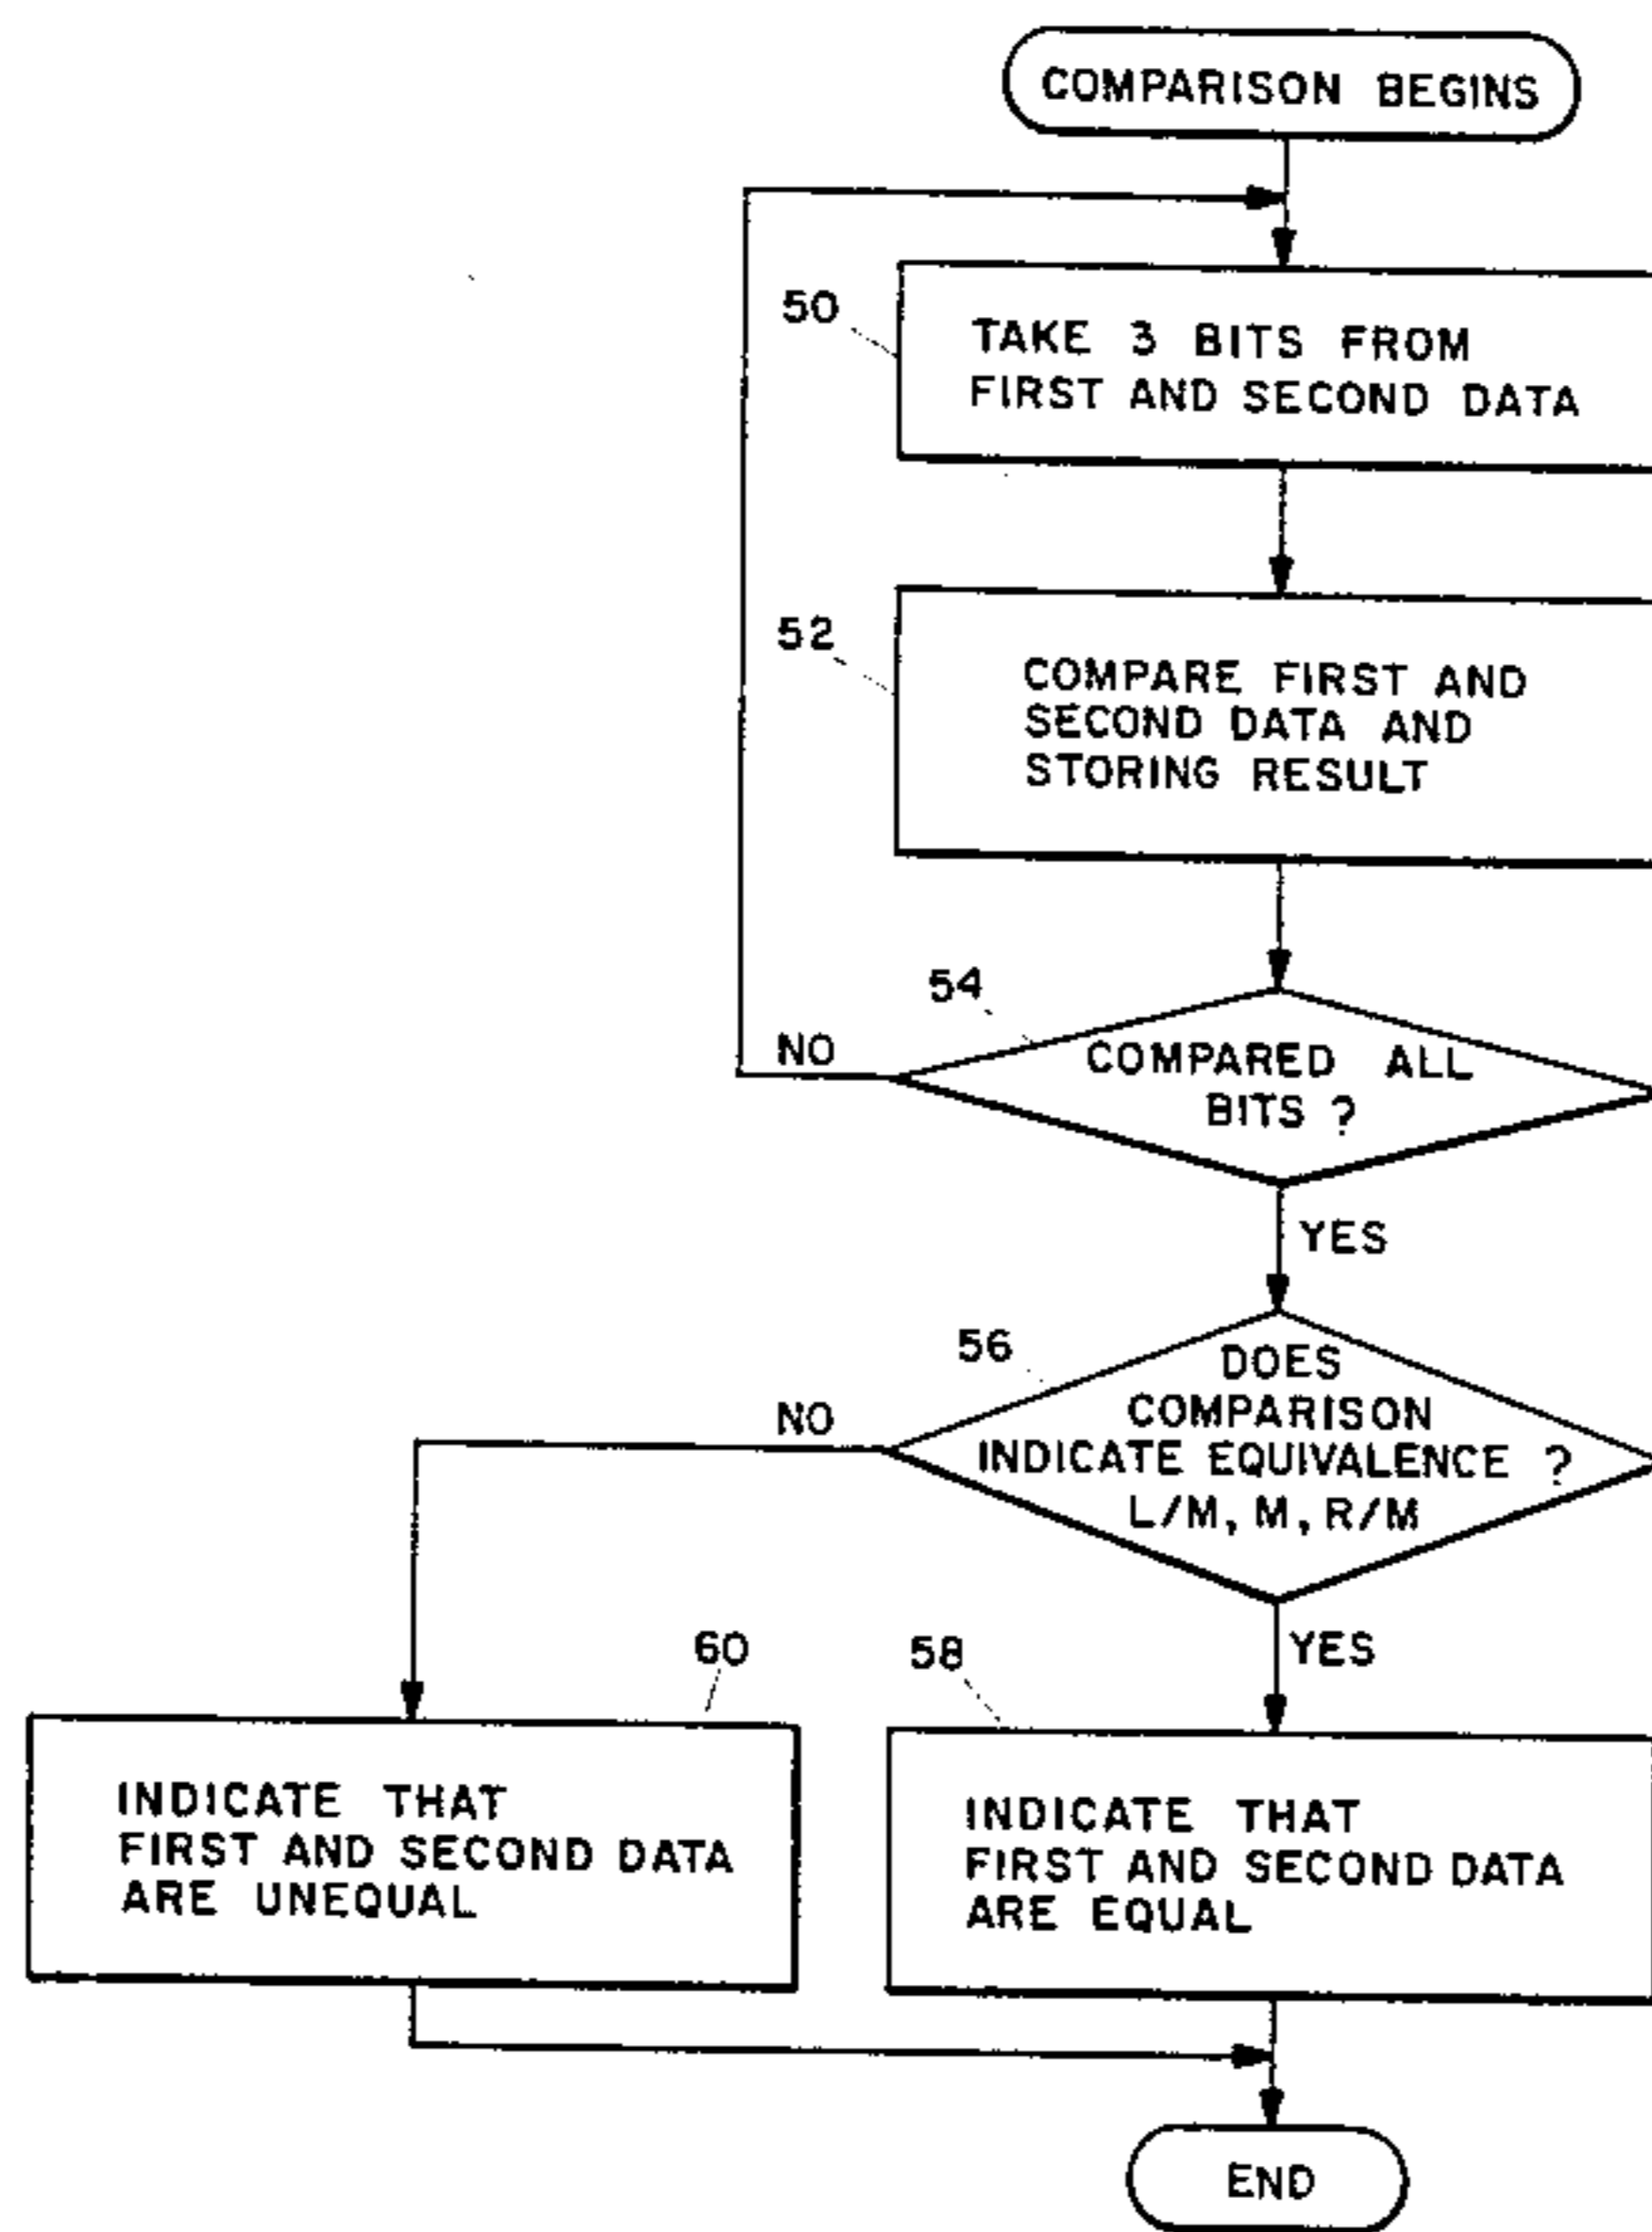 COMPARISON BEGINS
50
TAKE 3 BITS FROM
FIRST AND SECOND DATA
52
COMPARE FIRST AND
SECOND DATA AND
STORING RESULT
54
NO
COMPARED ALL
BITS ?
YES
56
NO
DOES
COMPARISON
INDICATE EQUIVALENCE ?
L/M, M, R/M
YES
60
58
INDICATE THAT
FIRST AND SECOND DATA
ARE UNEQUAL
INDICATE THAT
FIRST AND SECOND DATA
ARE EQUAL
END